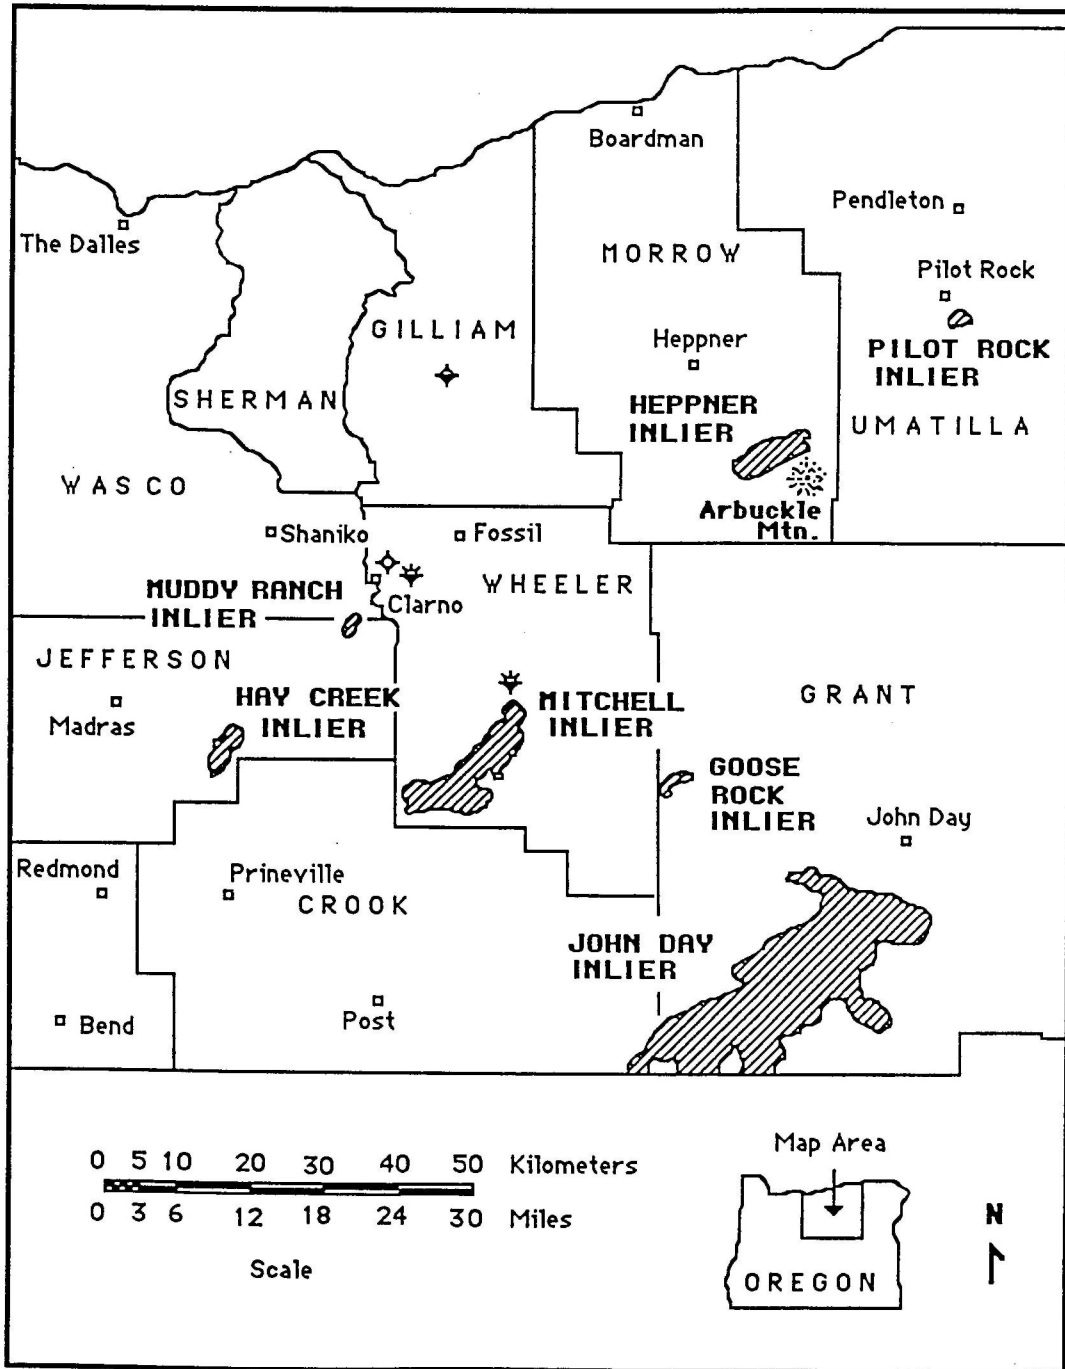 Boardman
Pendleton
The Dalles
MORROW
Pilot Rock
GILLIAM
Heppner
PILOT ROCK
INLIER
SHERMAN
HEPPNER
INLIER
UMATILLA
WASCO
Arbuckle
Mtn.
Shaniko
Fossil
MUDDY RANCH
INLIER
Clarno
WHEELER
JEFFERSON
HAY CREEK
INLIER
MITCHELL
INLIER
GRANT
Madras
GOOSE
ROCK
INLIER
John Day
Redmond
Prineville
CROOK
JOHN DAY
INLIER
Bend
Post
0 5 10 20 30 40 50 Kilometers
0 3 6 12 18 24 30 Miles
Scale
Map Area
OREGON
N